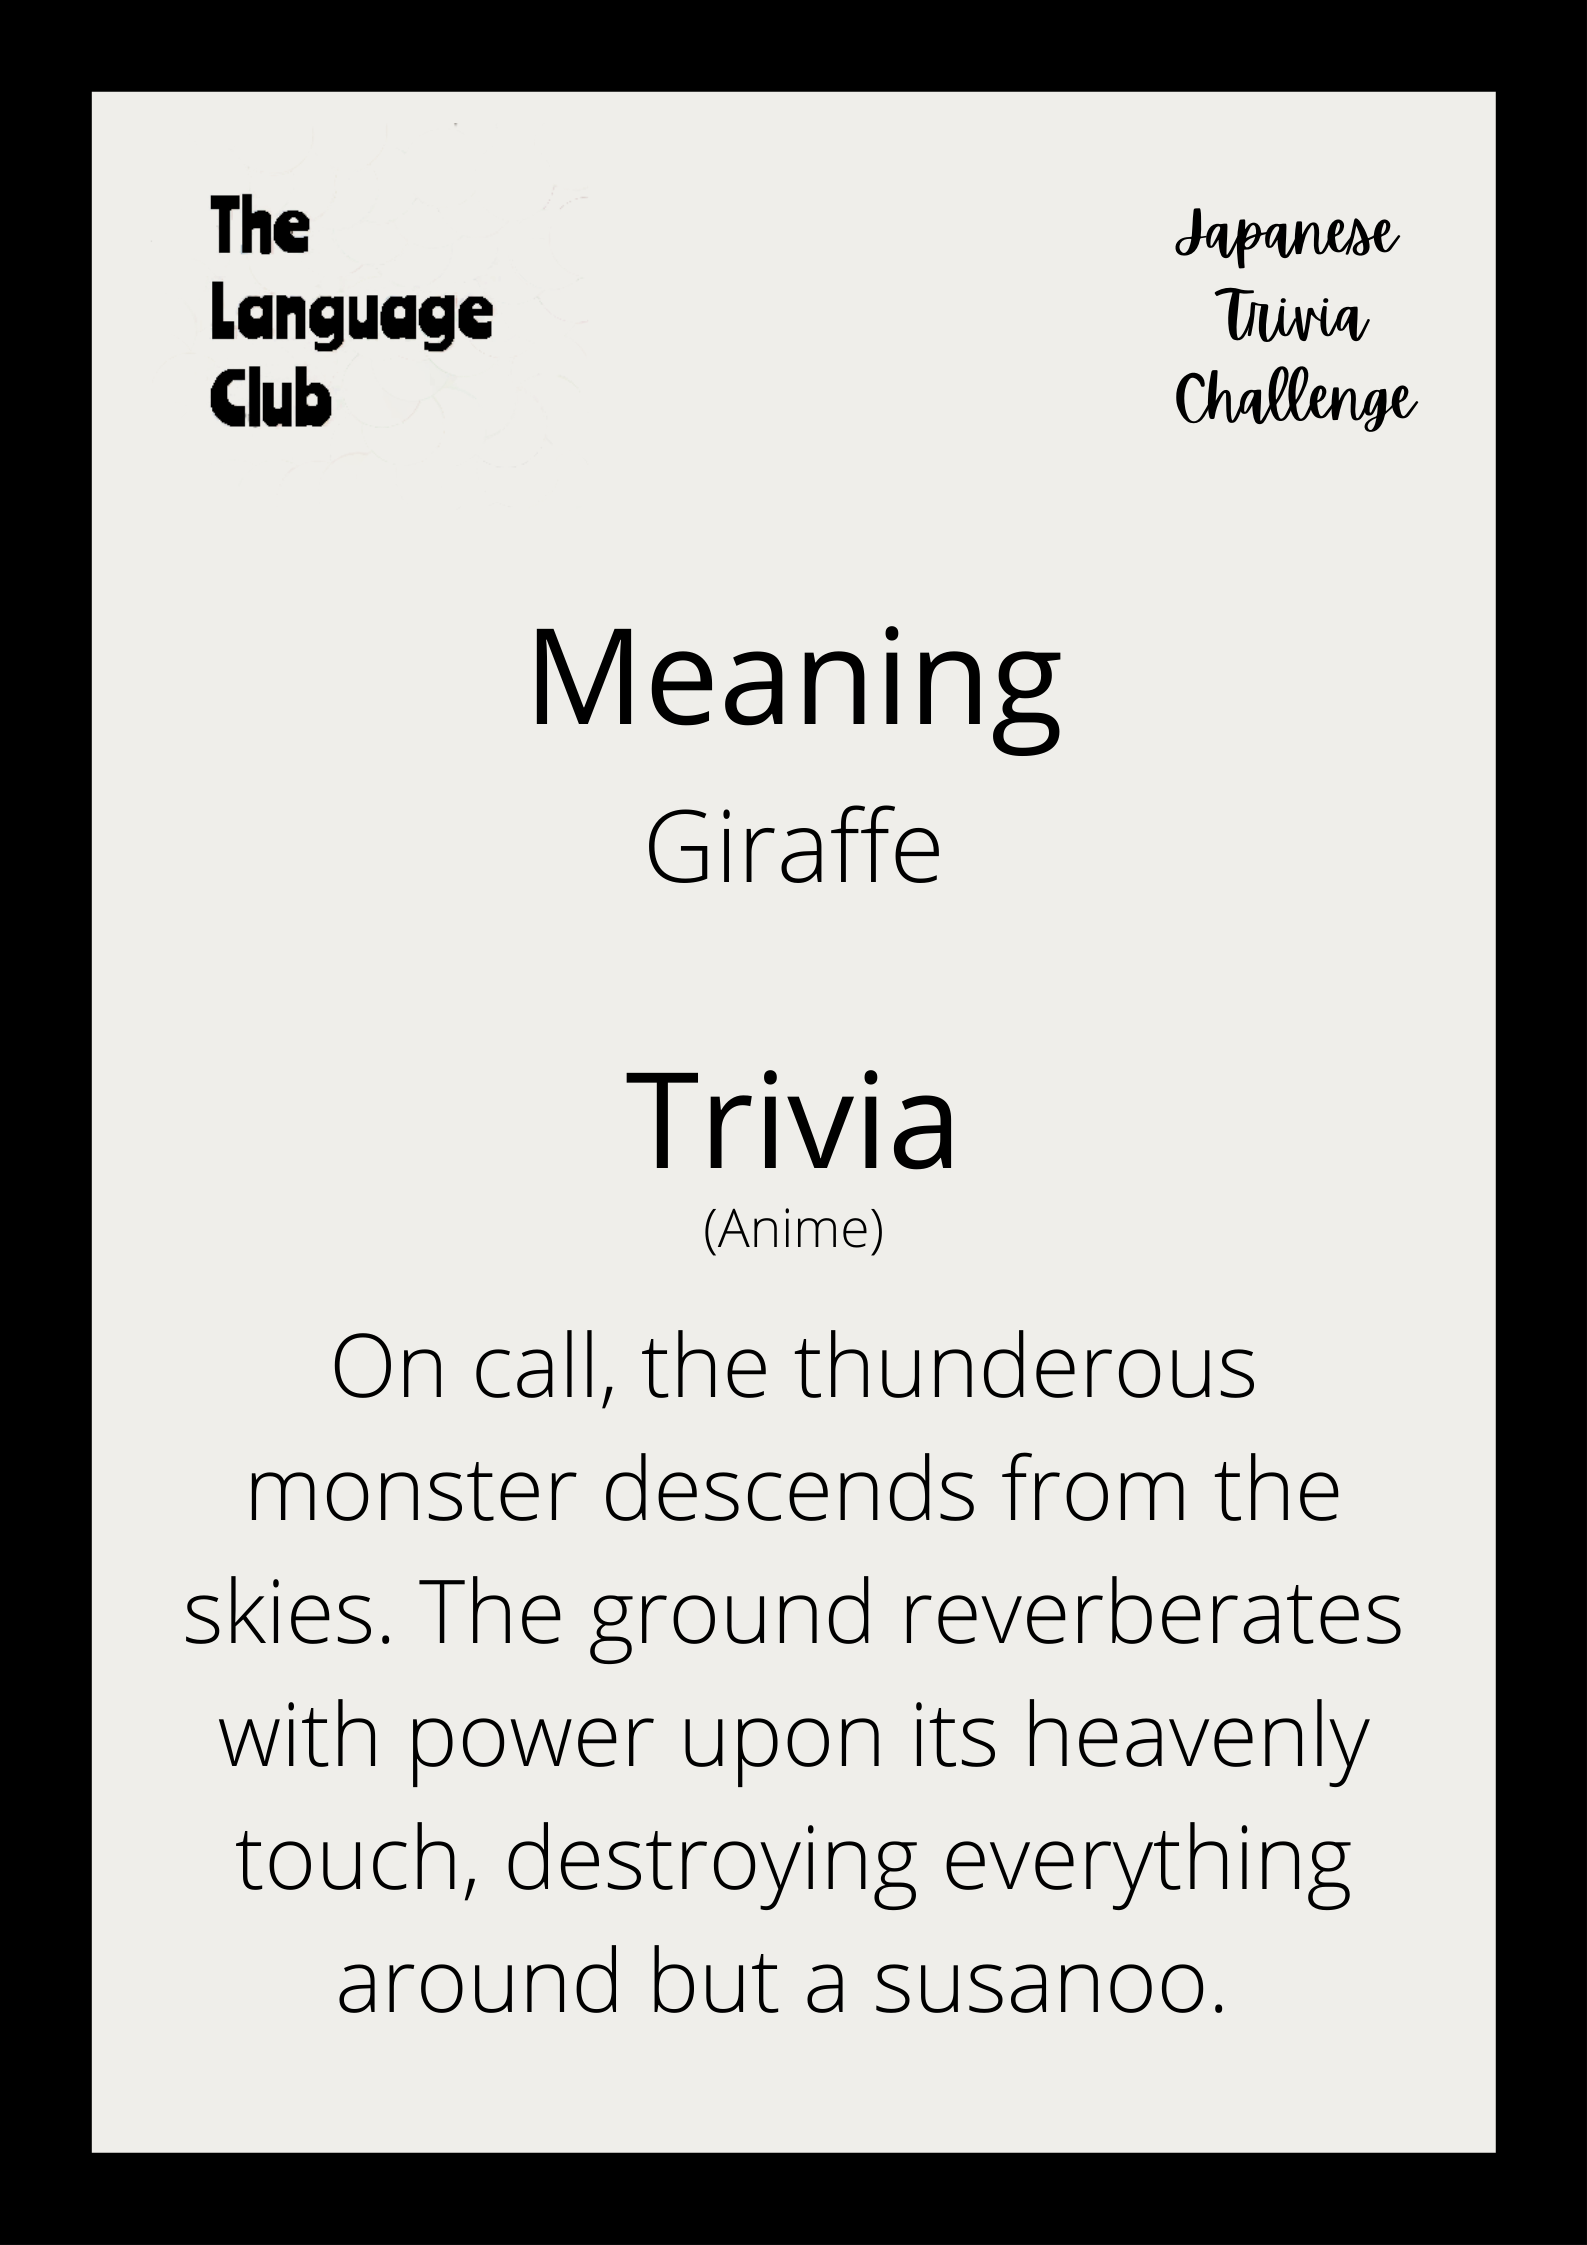 The
Language
Club
Japanese
Trivia
Challenge
Meaning
Giraffe
Trivia
(Anime)
On call, the thunderous
monster descends from the
skies. The ground reverberates
with power upon its heavenly
touch, destroying everything
around but a susanoo.